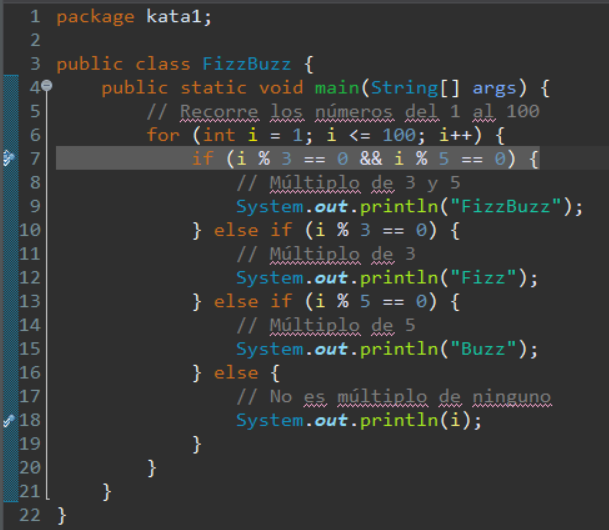 1 package kata1;
2
3 public class FizzBuzz {
4     public static void main(String[] args) {
5         // Recorre los números del 1 al 100
6         for (int i = 1; i <= 100; i++) {
7             if (i % 3 == 0 && i % 5 == 0) {
8                 // Múltiplo de 3 y 5
9                 System.out.println("FizzBuzz");
10             } else if (i % 3 == 0) {
11                 // Múltiplo de 3
12                 System.out.println("Fizz");
13             } else if (i % 5 == 0) {
14                 // Múltiplo de 5
15                 System.out.println("Buzz");
16             } else {
17                 // No es múltiplo de ninguno
18                 System.out.println(i);
19             }
20         }
21     }
22 }